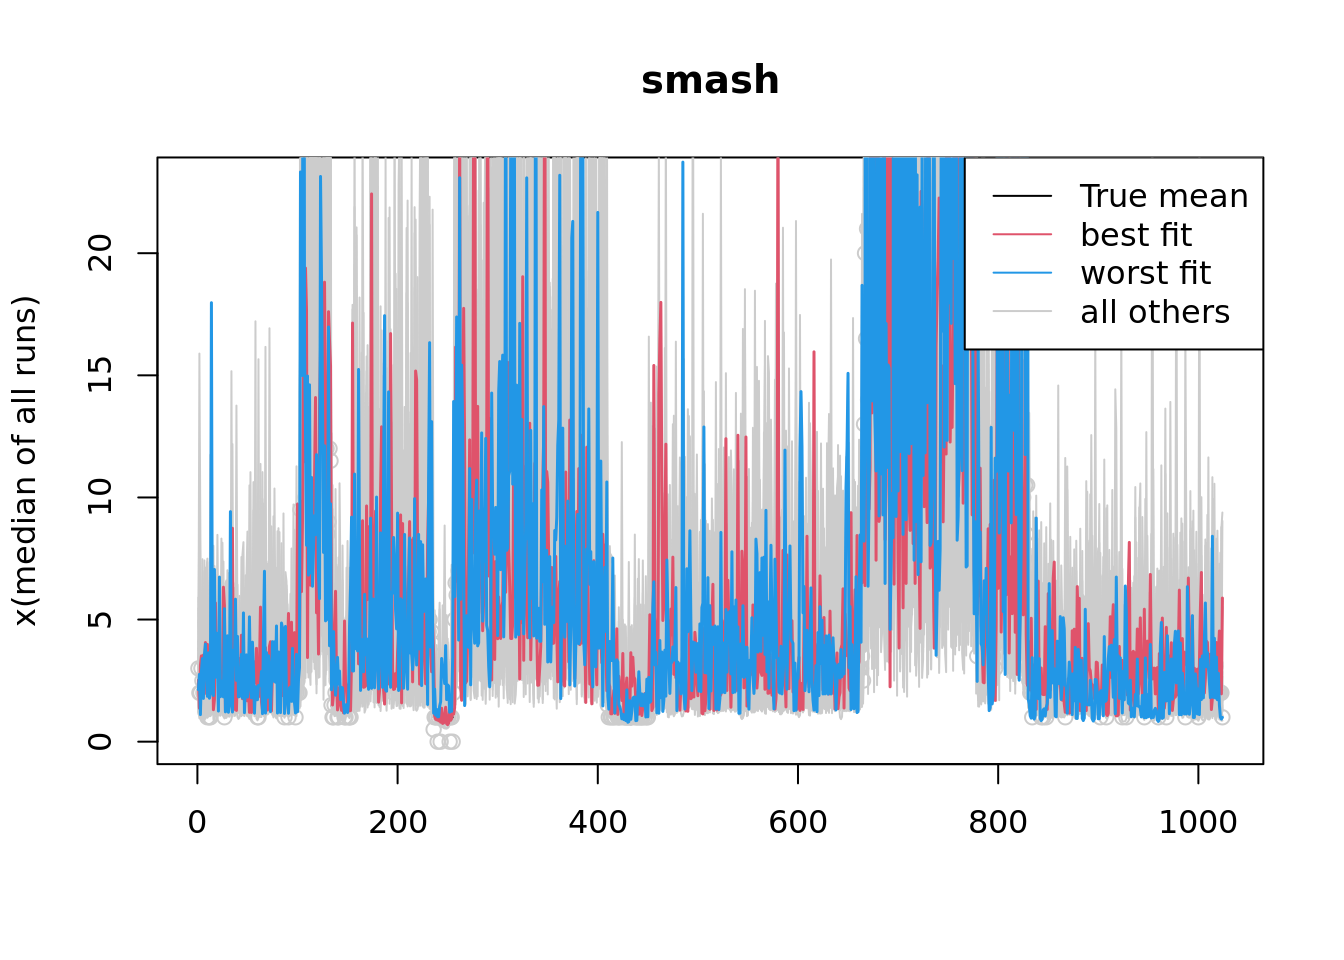 smash
x(median of all runs)
20
15
10
5
0
True mean
best fit
worst fit
all others
0 200 400 600 800 1000